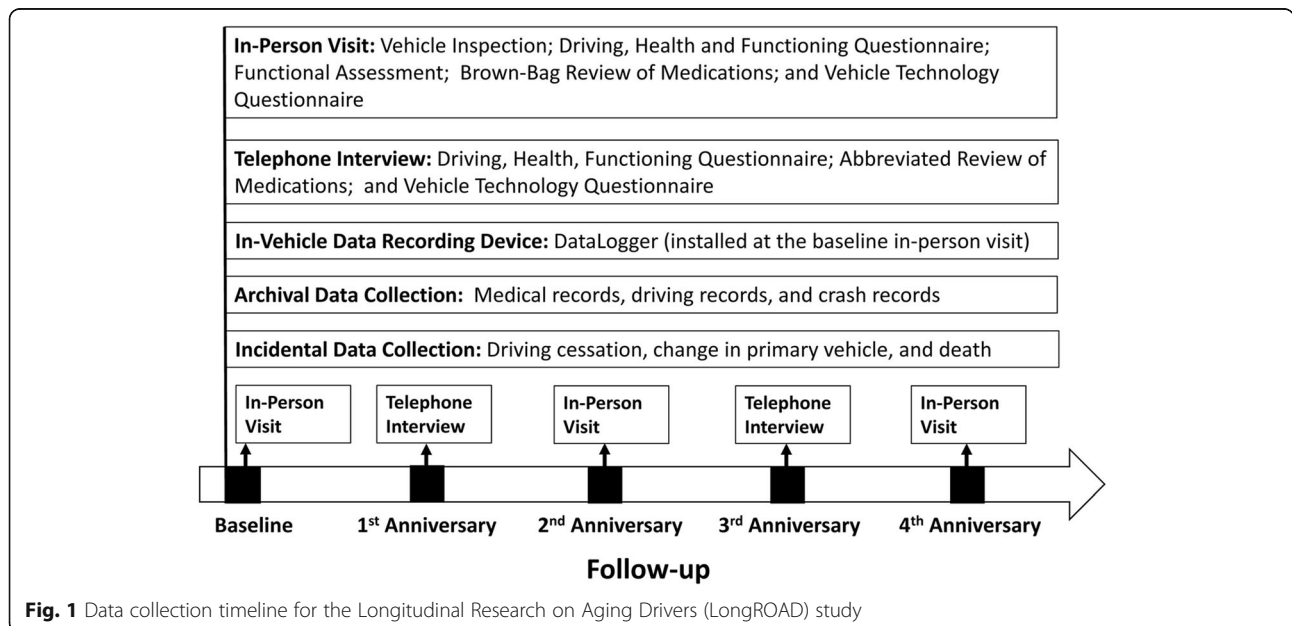 In-Person Visit: Vehicle Inspection; Driving, Health and Functioning Questionnaire;
Functional Assessment; Brown-Bag Review of Medications; and Vehicle Technology
Questionnaire
Telephone Interview: Driving, Health, Functioning Questionnaire; Abbreviated Review of
Medications; and Vehicle Technology Questionnaire
In-Vehicle Data Recording Device: DataLogger (installed at the baseline in-person visit)
Archival Data Collection: Medical records, driving records, and crash records
Incidental Data Collection: Driving cessation, change in primary vehicle, and death
In-Person
Visit
Telephone
Interview
In-Person
Visit
Telephone
Interview
In-Person
Visit
Baseline
1st Anniversary
2nd Anniversary
3rd Anniversary
4th Anniversary
Follow-up
Fig. 1 Data collection timeline for the Longitudinal Research on Aging Drivers (LongROAD) study